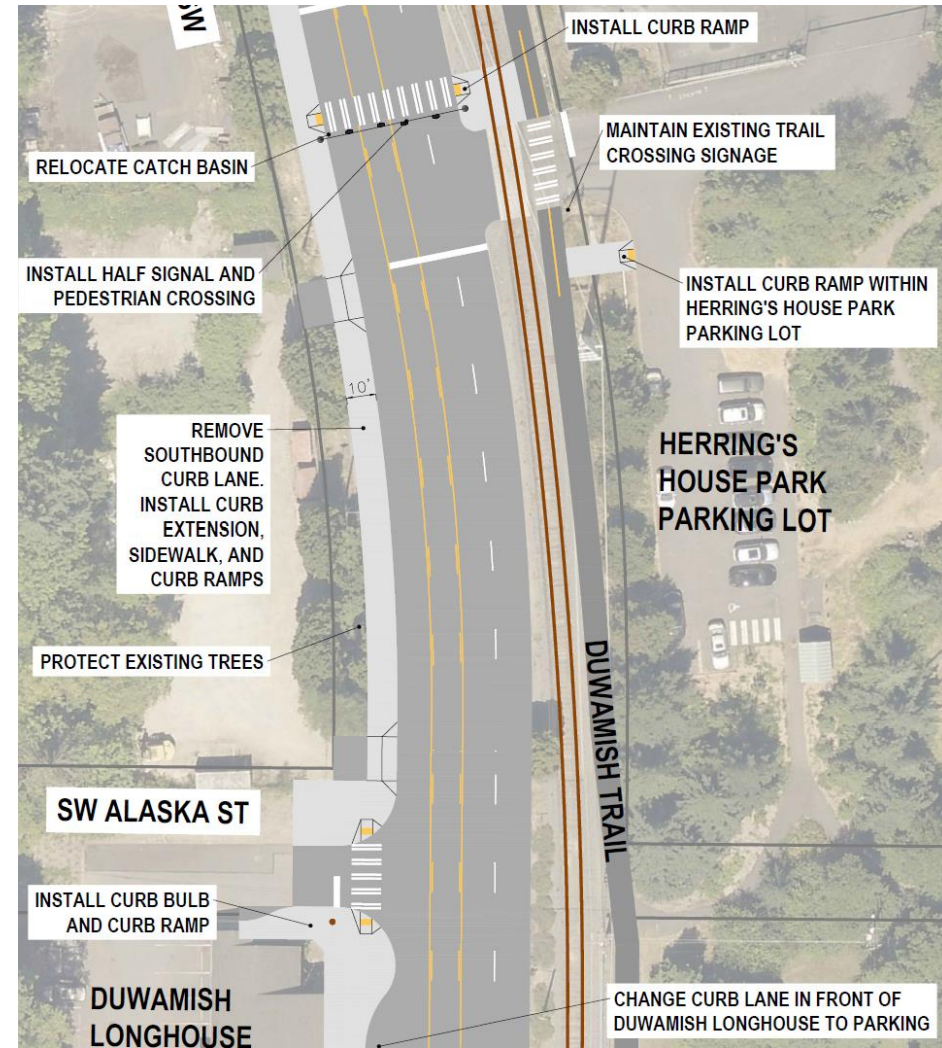 SW
INSTALL CURB RAMP
RELOCATE CATCH BASIN
MAINTAIN EXISTING TRAIL
CROSSING SIGNAGE
INSTALL HALF SIGNAL AND
PEDESTRIAN CROSSING
INSTALL CURB RAMP WITHIN
HERRING'S HOUSE PARK
PARKING LOT
10'
REMOVE
SOUTHBOUND
CURB LANE.
INSTALL CURB
EXTENSION,
SIDEWALK, AND
CURB RAMPS
HERRING'S
HOUSE PARK
PARKING LOT
PROTECT EXISTING TREES
DUWAMISH TRAIL
SW ALASKA ST
INSTALL CURB BULB
AND CURB RAMP
DUWAMISH
LONGHOUSE
CHANGE CURB LANE IN FRONT OF
DUWAMISH LONGHOUSE TO PARKING